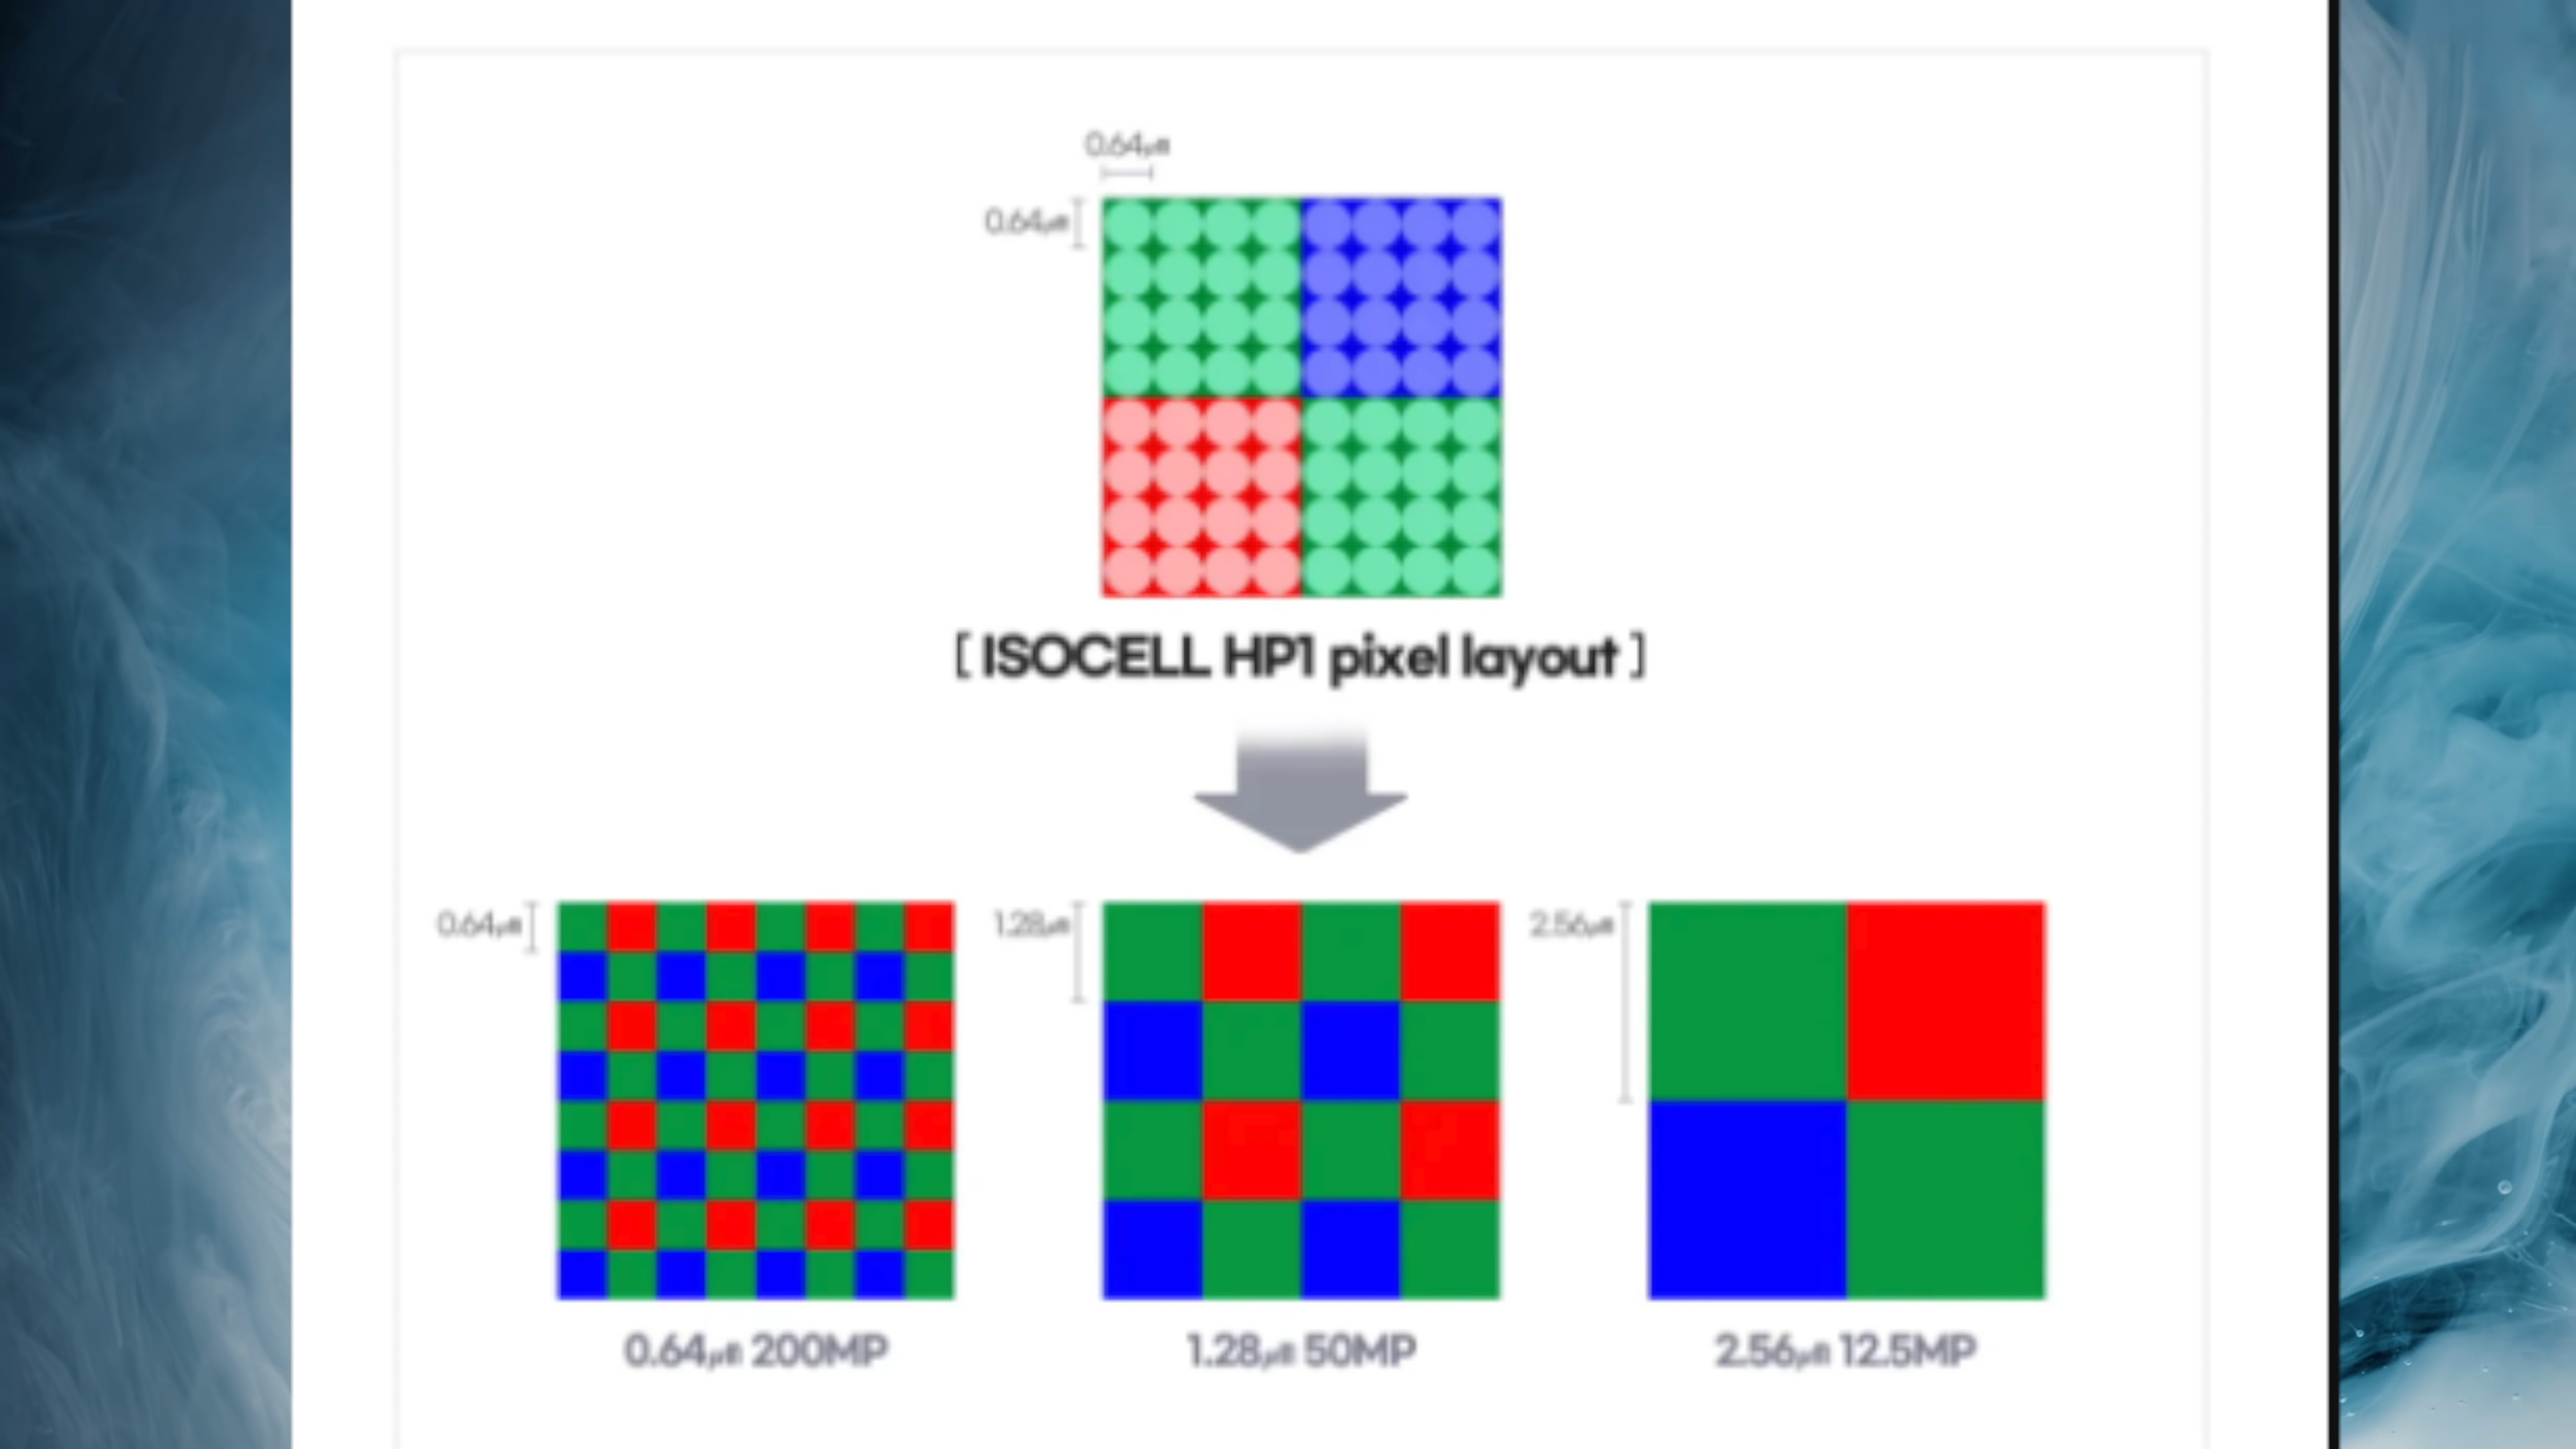 0.64μm
0.64μm
[ ISOCELL HP1 pixel layout ]
0.64μm
1.28μm
2.56μm
0.64μm 200MP
1.28μm 50MP
2.56μm 12.5MP